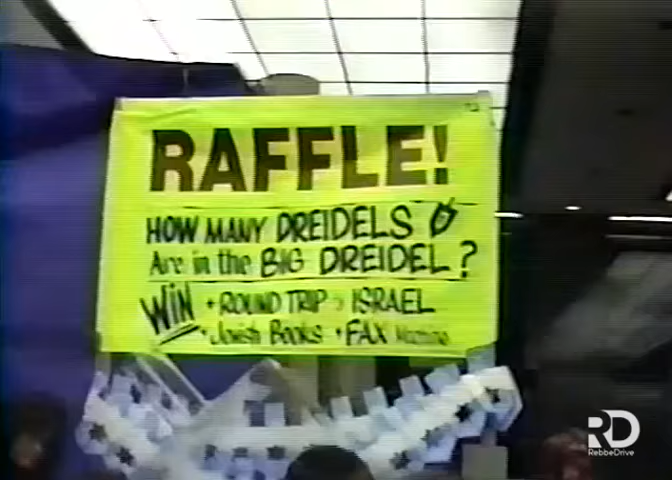 RAFFLE!
HOW MANY DREIDELS
Are in the BIG DREIDEL?
WiN • ROUND TRIP ISRAEL
• Jewish Books • FAX Machine
RD
RebbeDrive